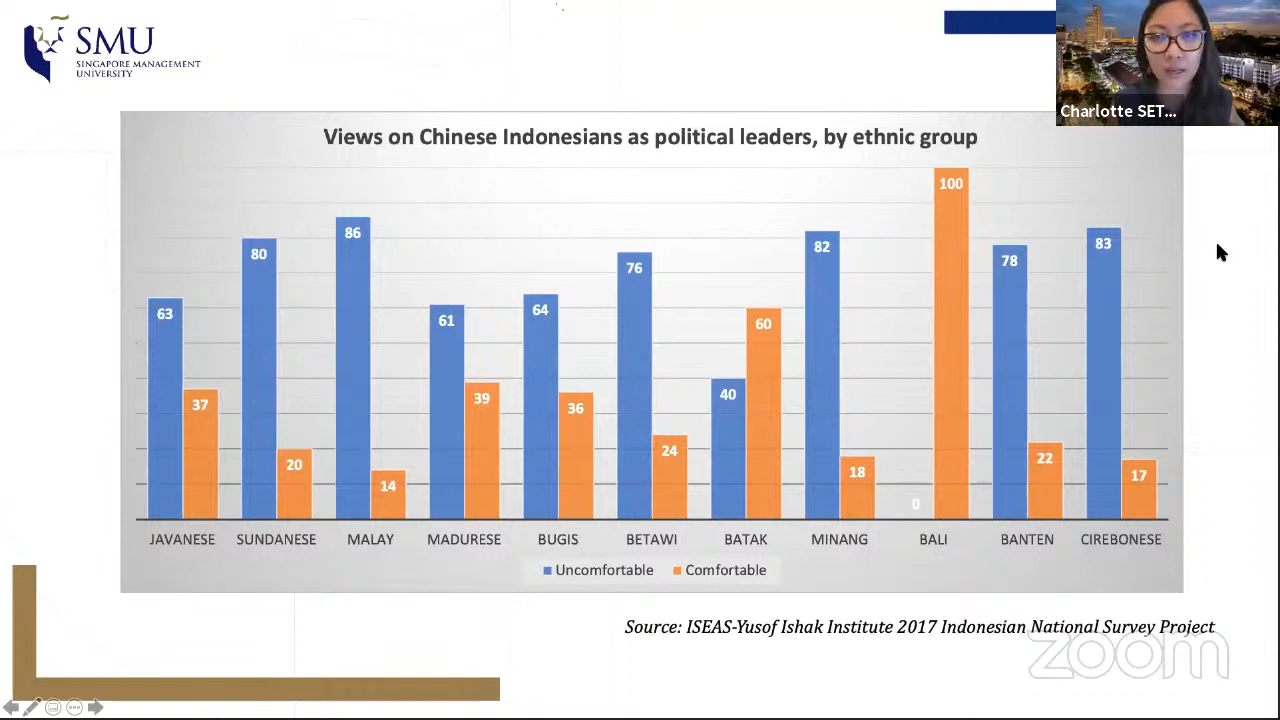 SMU
SINGAPORE MANAGEMENT
UNIVERSITY
Charlotte SET...
Views on Chinese Indonesians as political leaders, by ethnic group
63 37 80 20 86 14 61 39 64 36 76 24 40 60 82 18 0 100 78 22 83 17
JAVANESE SUNDANESE MALAY MADURESE BUGIS BETAWI BATAK MINANG BALI BANTEN CIREBONESE
Uncomfortable Comfortable
Source: ISEAS-Yusof Ishak Institute 2017 Indonesian National Survey Project
zoom